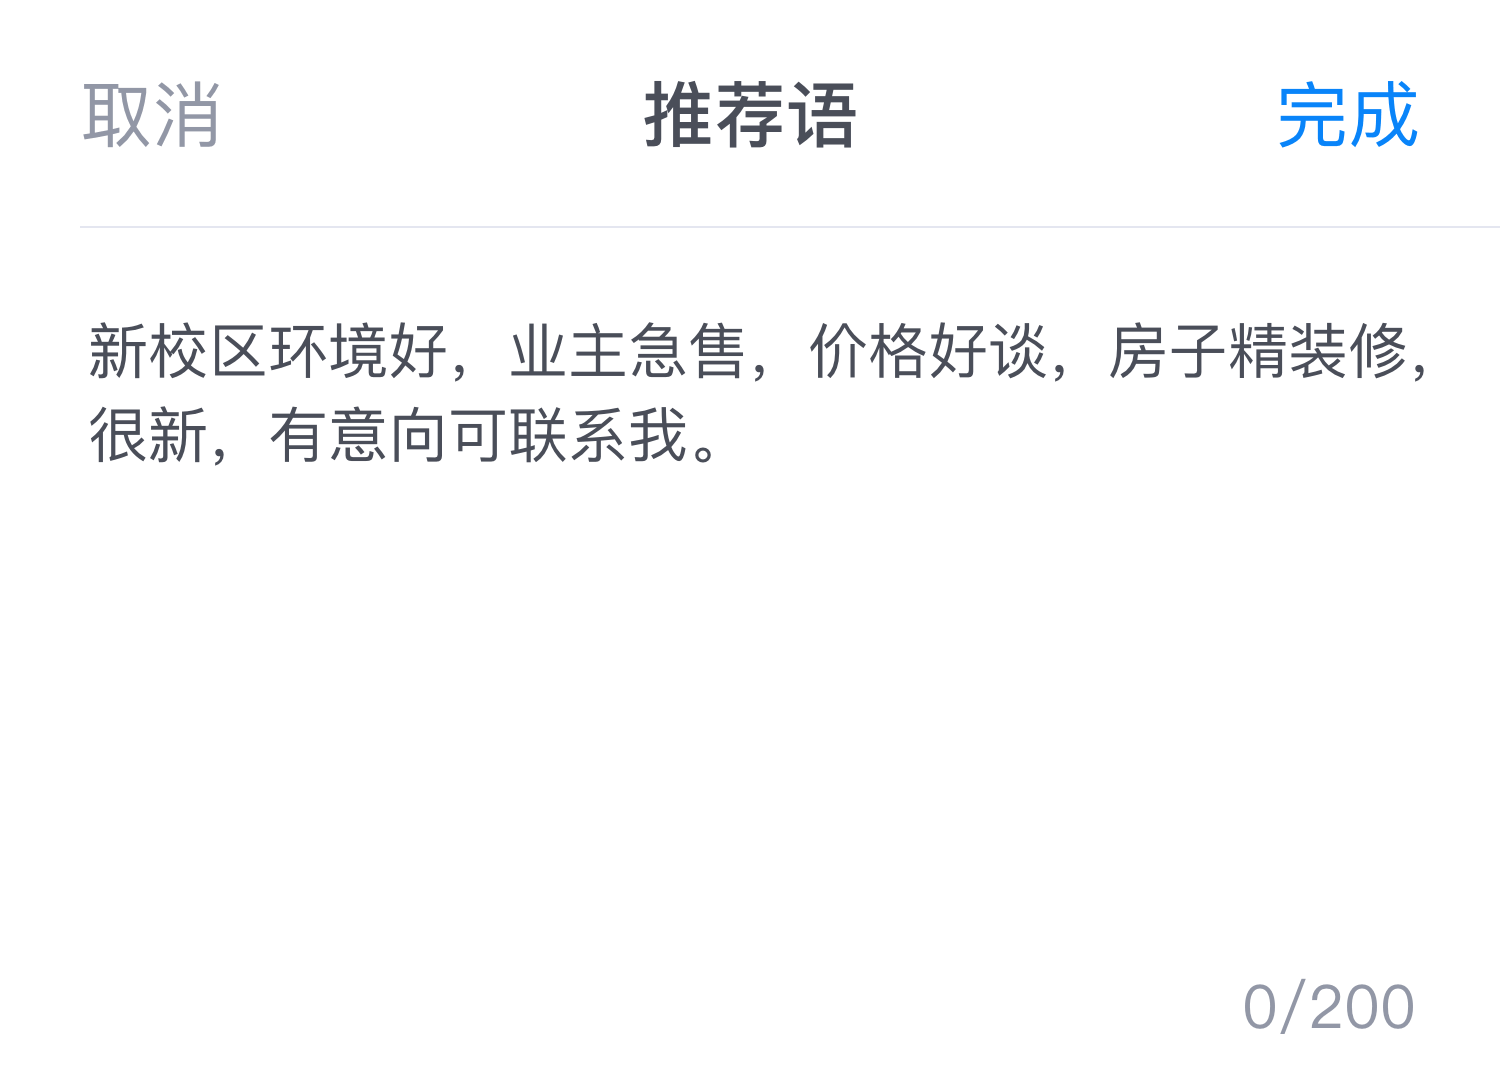 取消
推荐语
完成
新校区环境好，业主急售，价格好谈，房子精装修，
很新，有意向可联系我。
0/200